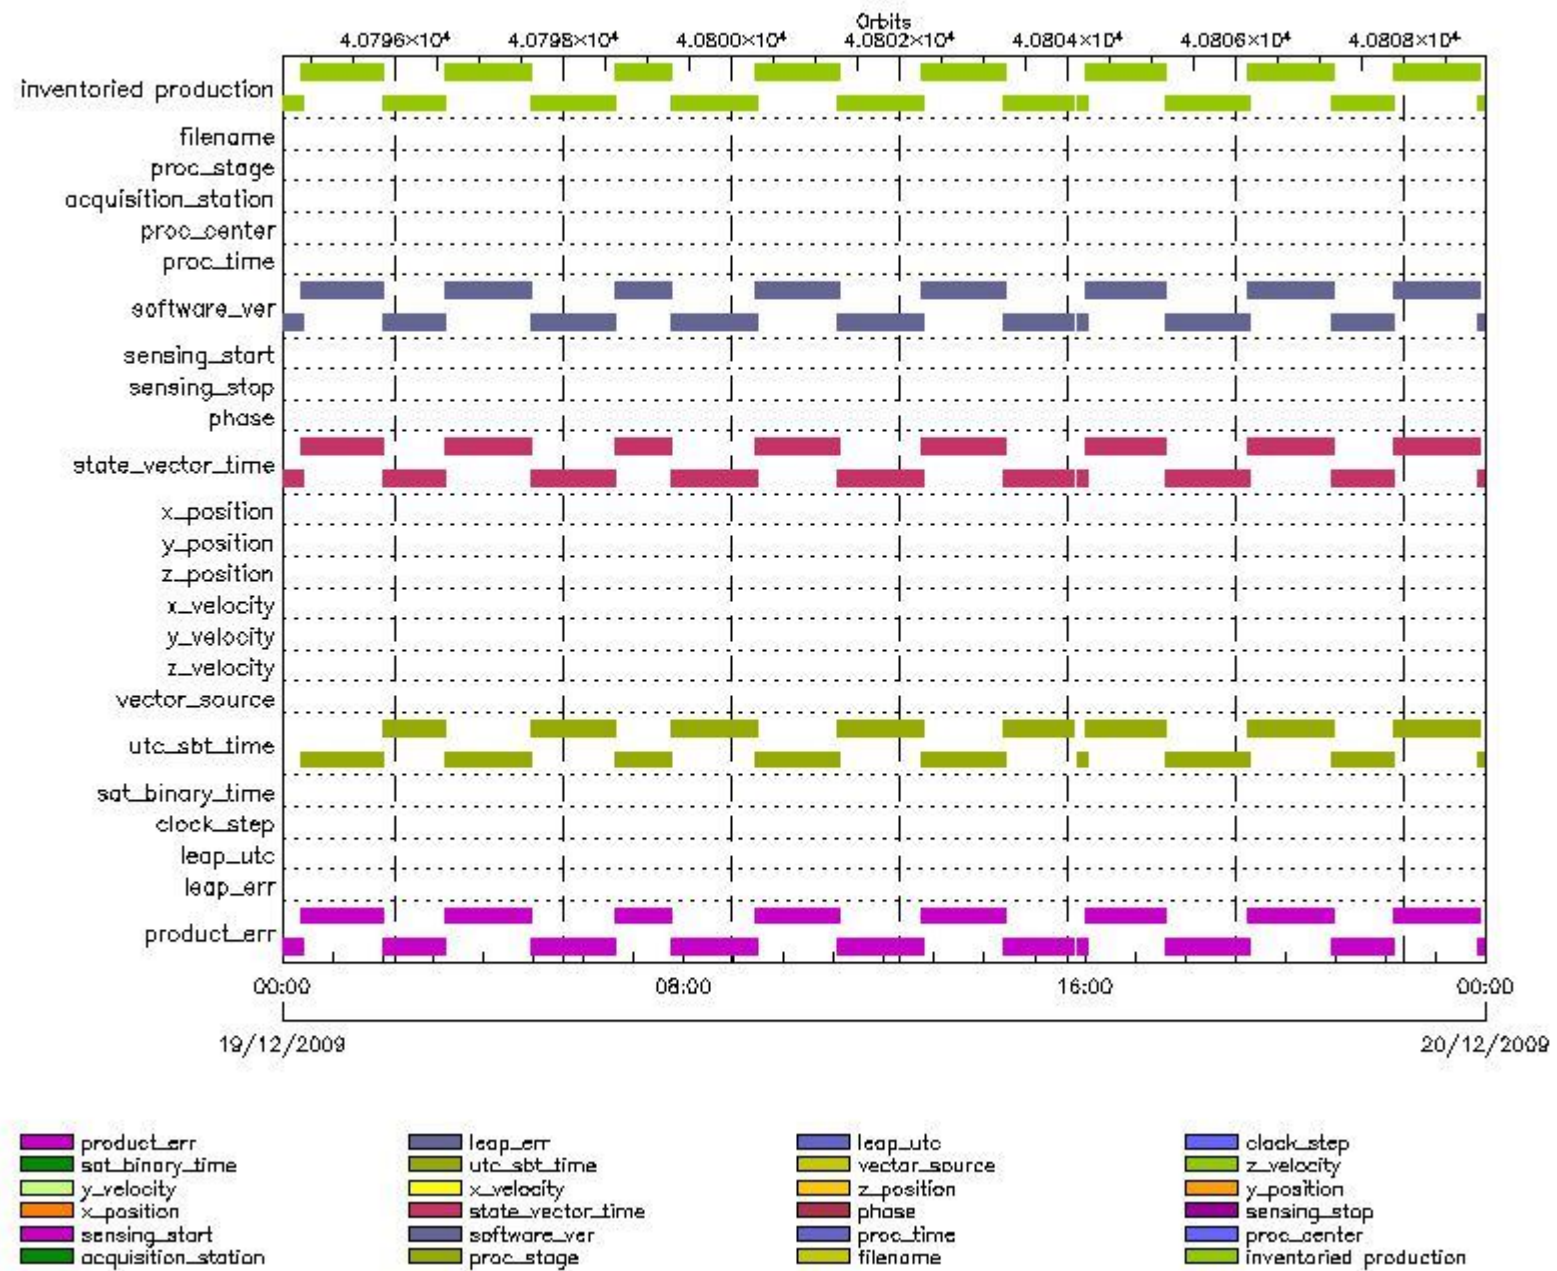 Orbits
4.0796×10⁴ 4.0798×10⁴ 4.0800×10⁴ 4.0802×10⁴ 4.0804×10⁴ 4.0806×10⁴ 4.0808×10⁴
inventoried production
filename
proc_stage
acquisition_station
proc_center
proc_time
software_ver
sensing_start
sensing_stop
phase
state_vector_time
x_position
y_position
z_position
x_velocity
y_velocity
z_velocity
vector_source
utc_sbt_time
sat_binary_time
clock_step
leap_utc
leap_err
product_err
00:00 08:00 16:00 00:00
19/12/2009 20/12/2009
product_err leap_err leap_utc clock_step
sat_binary_time utc_sbt_time vector_source z_velocity
y_velocity x_velocity z_position y_position
x_position state_vector_time phase sensing_stop
sensing_start software_ver proc_time proc_center
acquisition_station proc_stage filename inventoried production